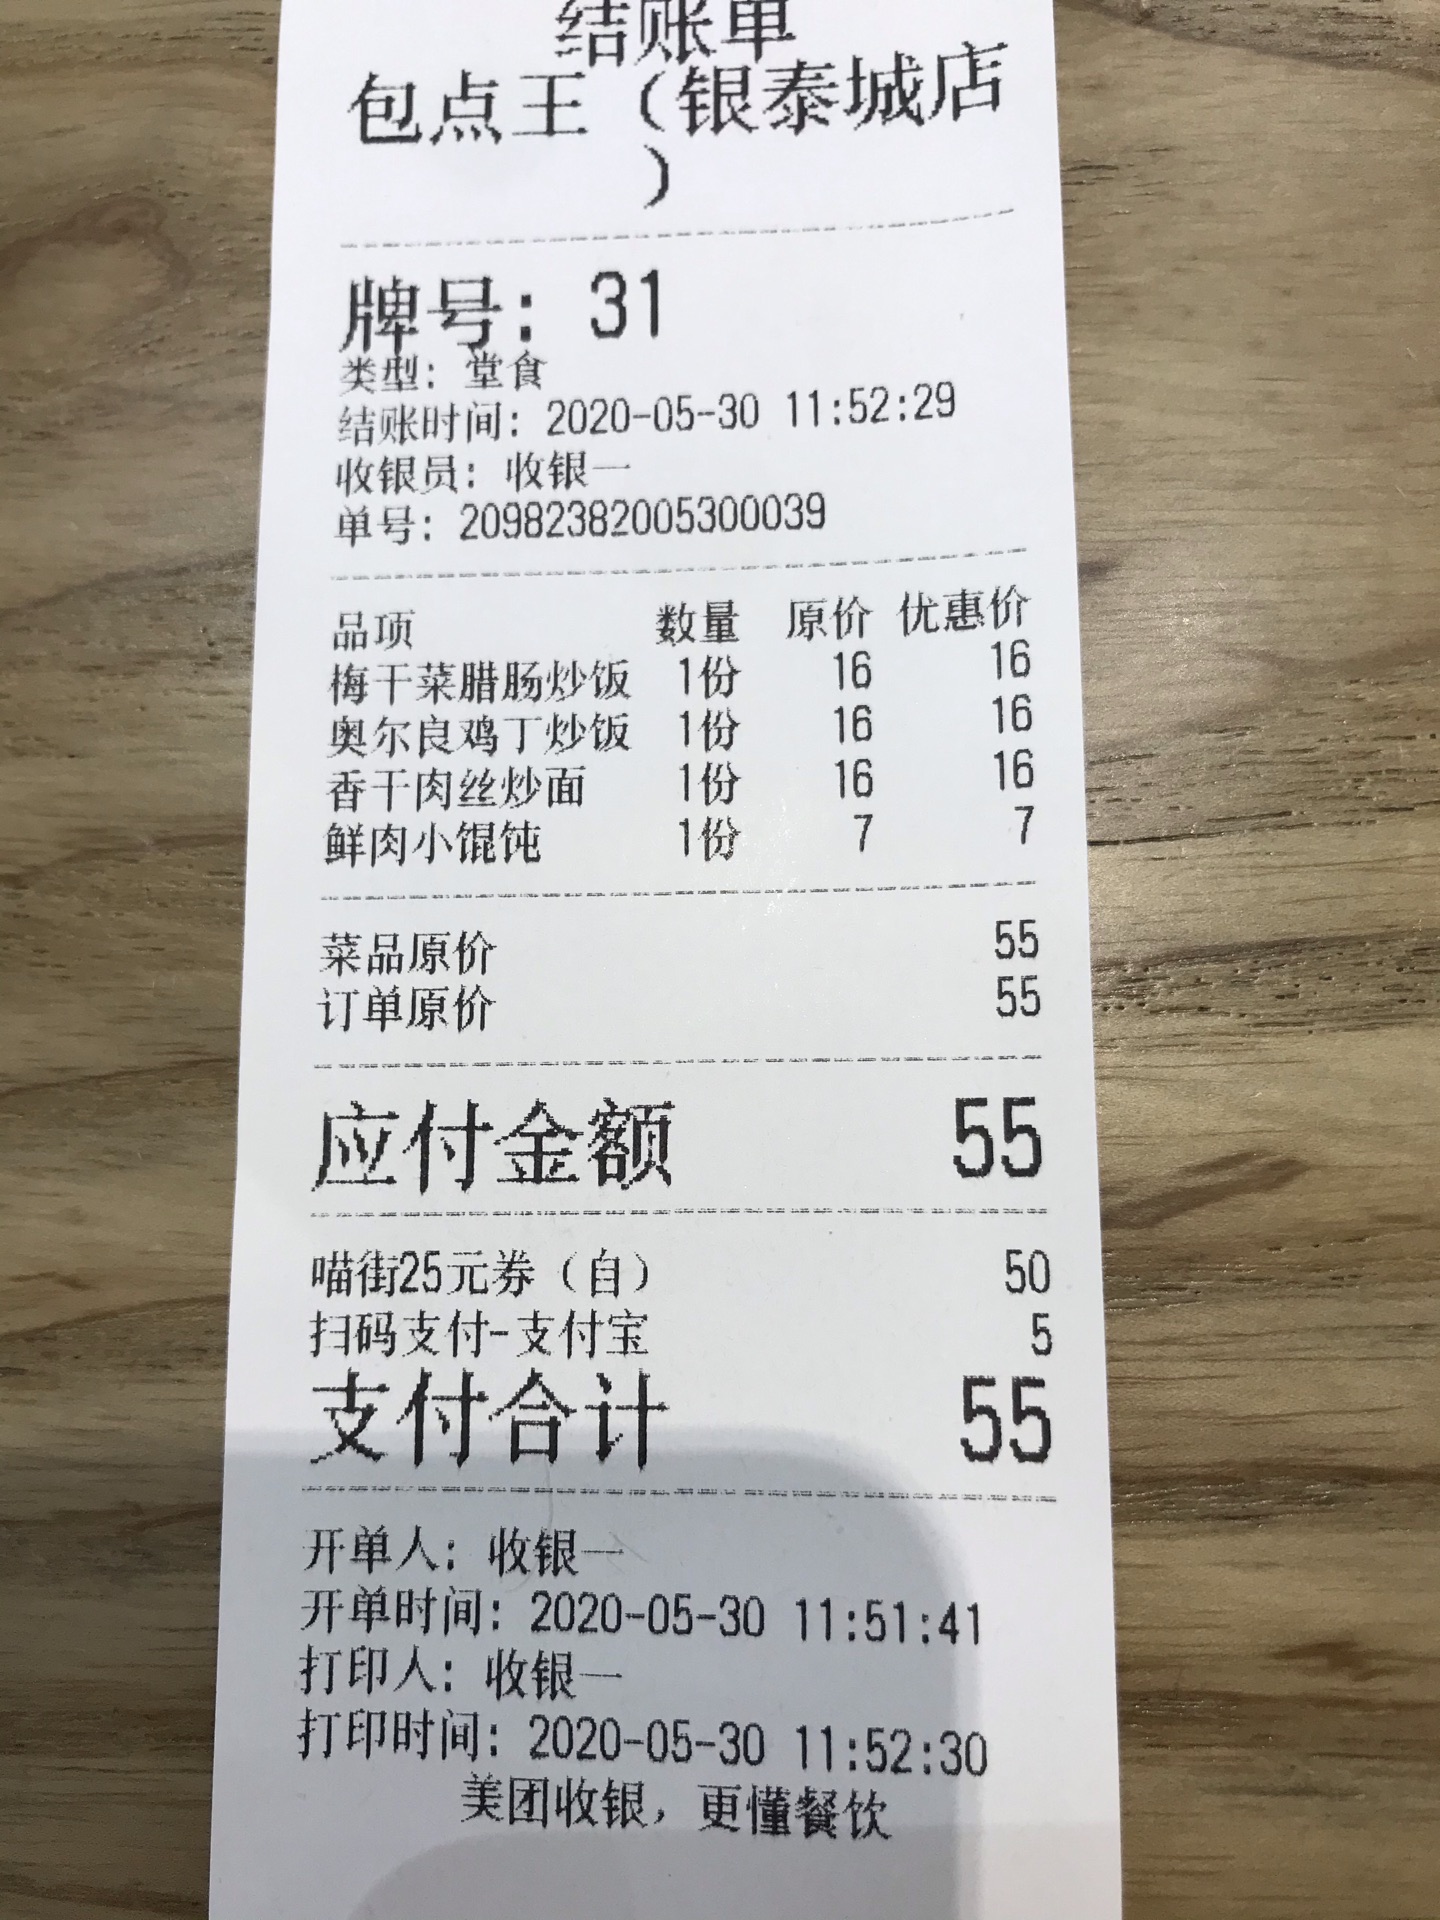 结账单
包点王（银泰城店
）
牌号：31
类型：堂食
结账时间：2020-05-30 11:52:29
收银员：收银一
单号：20982382005300039
品项 数量 原价 优惠价
梅干菜腊肠炒饭 1份 16 16
奥尔良鸡丁炒饭 1份 16 16
香干肉丝炒面 1份 16 16
鲜肉小馄饨 1份 7 7
菜品原价 55
订单原价 55
应付金额 55
喵街25元券（自） 50
扫码支付-支付宝 5
支付合计 55
开单人：收银一
开单时间：2020-05-30 11:51:41
打印人：收银一
打印时间：2020-05-30 11:52:30
美团收银，更懂餐饮